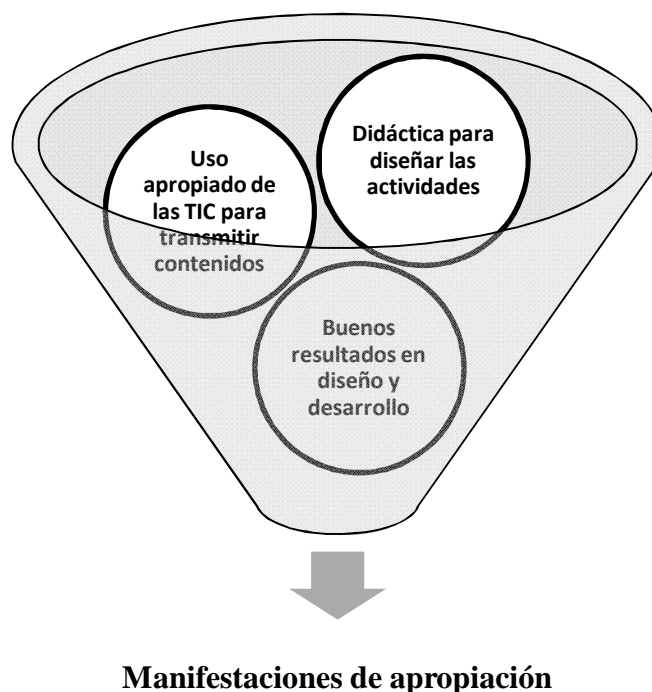 Uso
apropiado de
las TIC para
transmitir
contenidos
Didáctica para
diseñar las
actividades
Buenos
resultados en
diseño y
desarrollo
Manifestaciones de apropiación